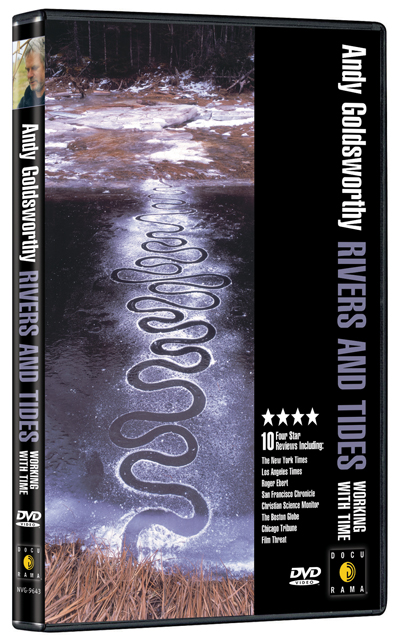 Andy Goldsworthy RIVERS AND TIDES WORKING
WITH TIME
DVD
VIDEO
DOCU
RAMA
NVG-9643
Andy Goldsworthy RIVERS AND TIDES WORKING
WITH TIME
10 Four Star
Reviews Including:
The New York Times
Los Angeles Times
Roger Ebert
San Francisco Chronicle
Christian Science Monitor
The Boston Globe
Chicago Tribune
Film Threat
DVD
VIDEO
DOCU
RAMA